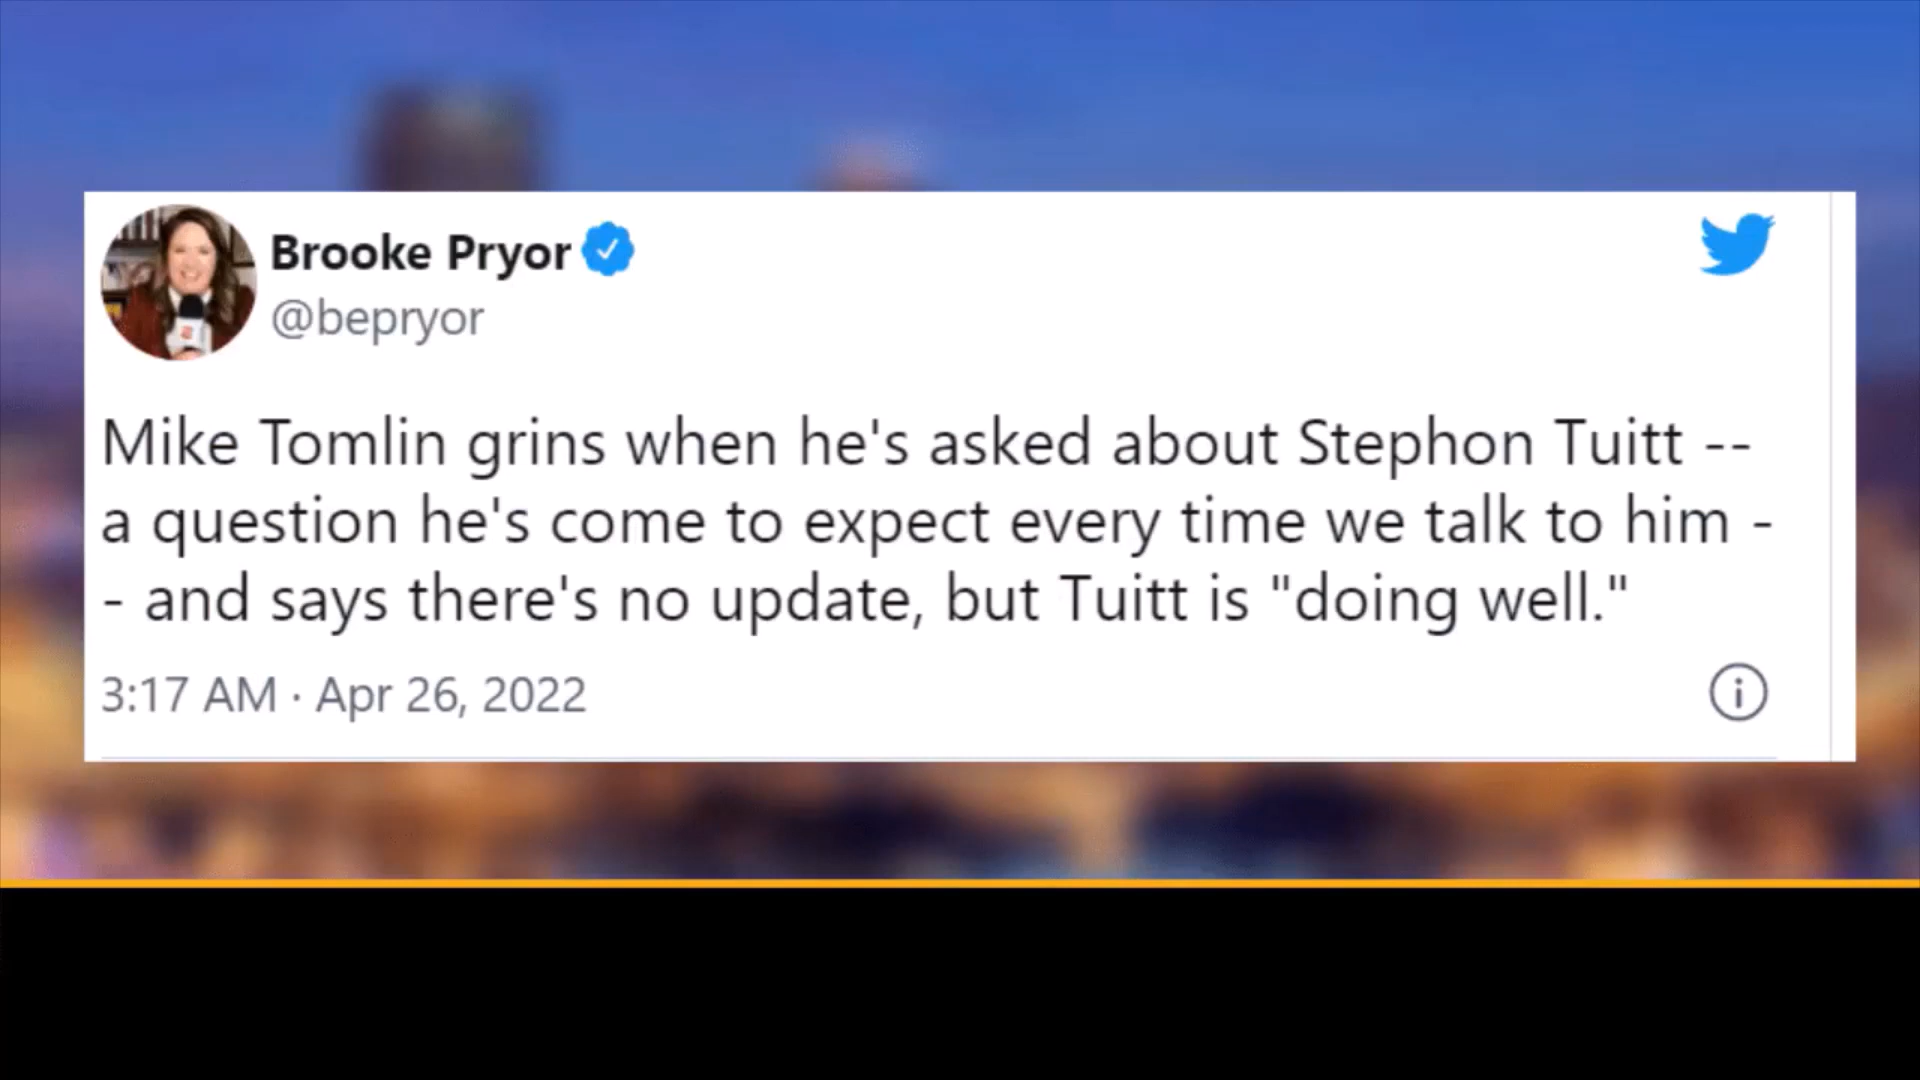 Brooke Pryor
@bepryor
Mike Tomlin grins when he's asked about Stephon Tuitt --
a question he's come to expect every time we talk to him -
- and says there's no update, but Tuitt is "doing well."
3:17 AM · Apr 26, 2022